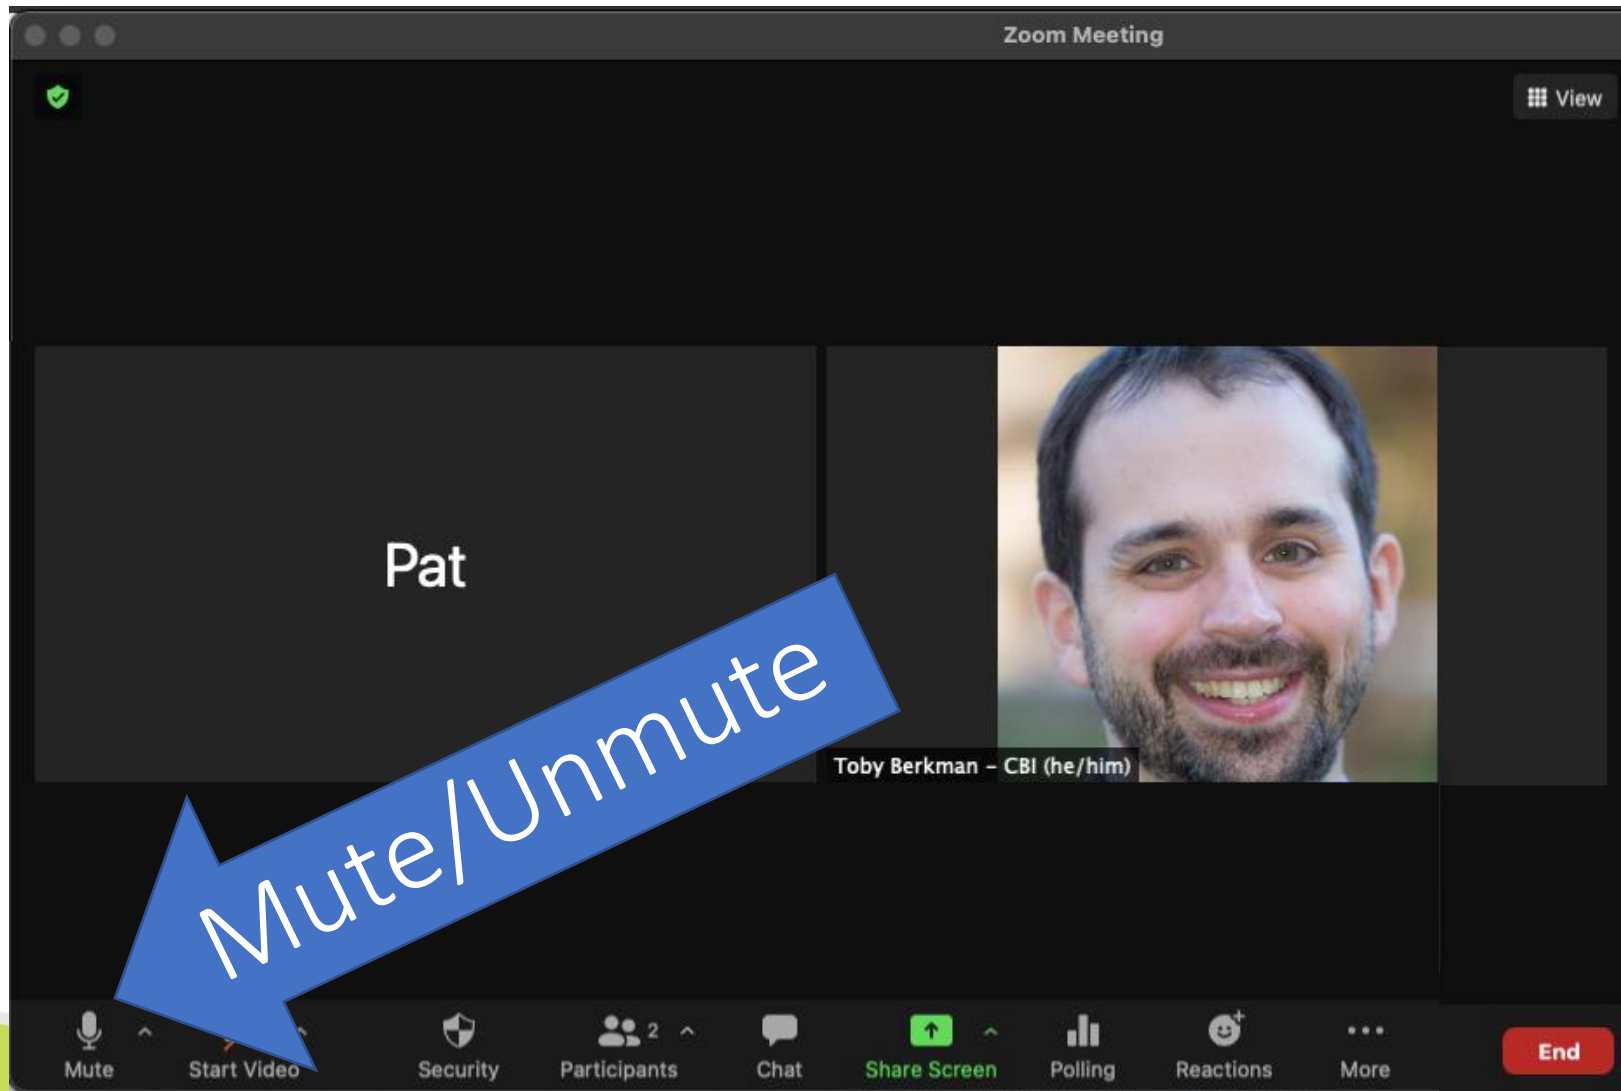 Zoom Meeting
View
Pat
Mute/Unmute
Toby Berkman – CBI (he/him)
Mute
Start Video
Security
2
Participants
Chat
Share Screen
Polling
Reactions
More
End